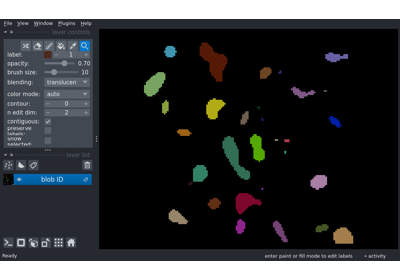 File View Window Plugins Help
layer controls
label: 1
opacity: 0.70
brush size: 10
blending: translucen
color mode: auto
contour: 0
n edit dim: 2
contiguous:
preserve
labels:
show
selected:
layer list
blob ID
Ready enter paint or fill mode to edit labels activity